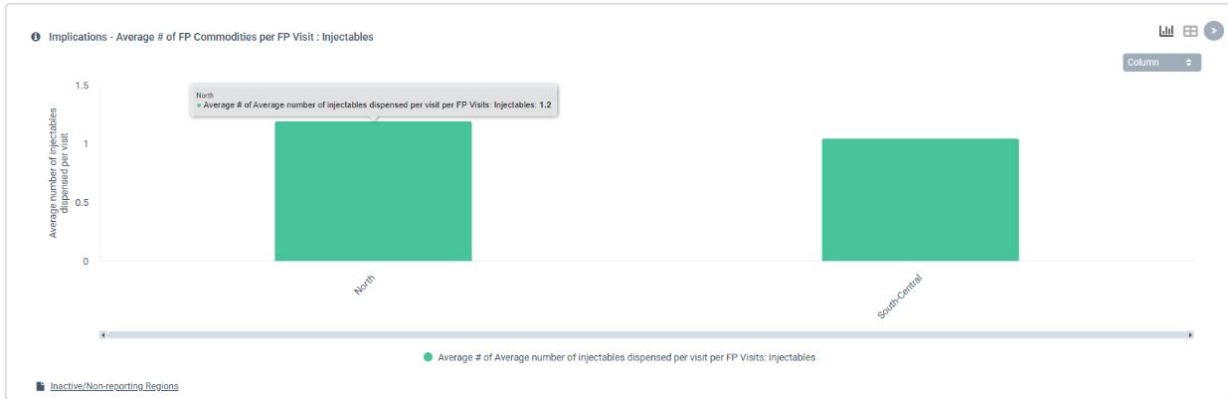 Implications - Average # of FP Commodities per FP Visit : Injectables
Column
Average number of injectables
dispensed per visit
1.5
1
0.5
0
North
Average # of Average number of injectables dispensed per visit per FP Visits: Injectables: 1.2
North
South-Central
Average # of Average number of injectables dispensed per visit per FP Visits: Injectables
Inactive/Non-reporting Regions